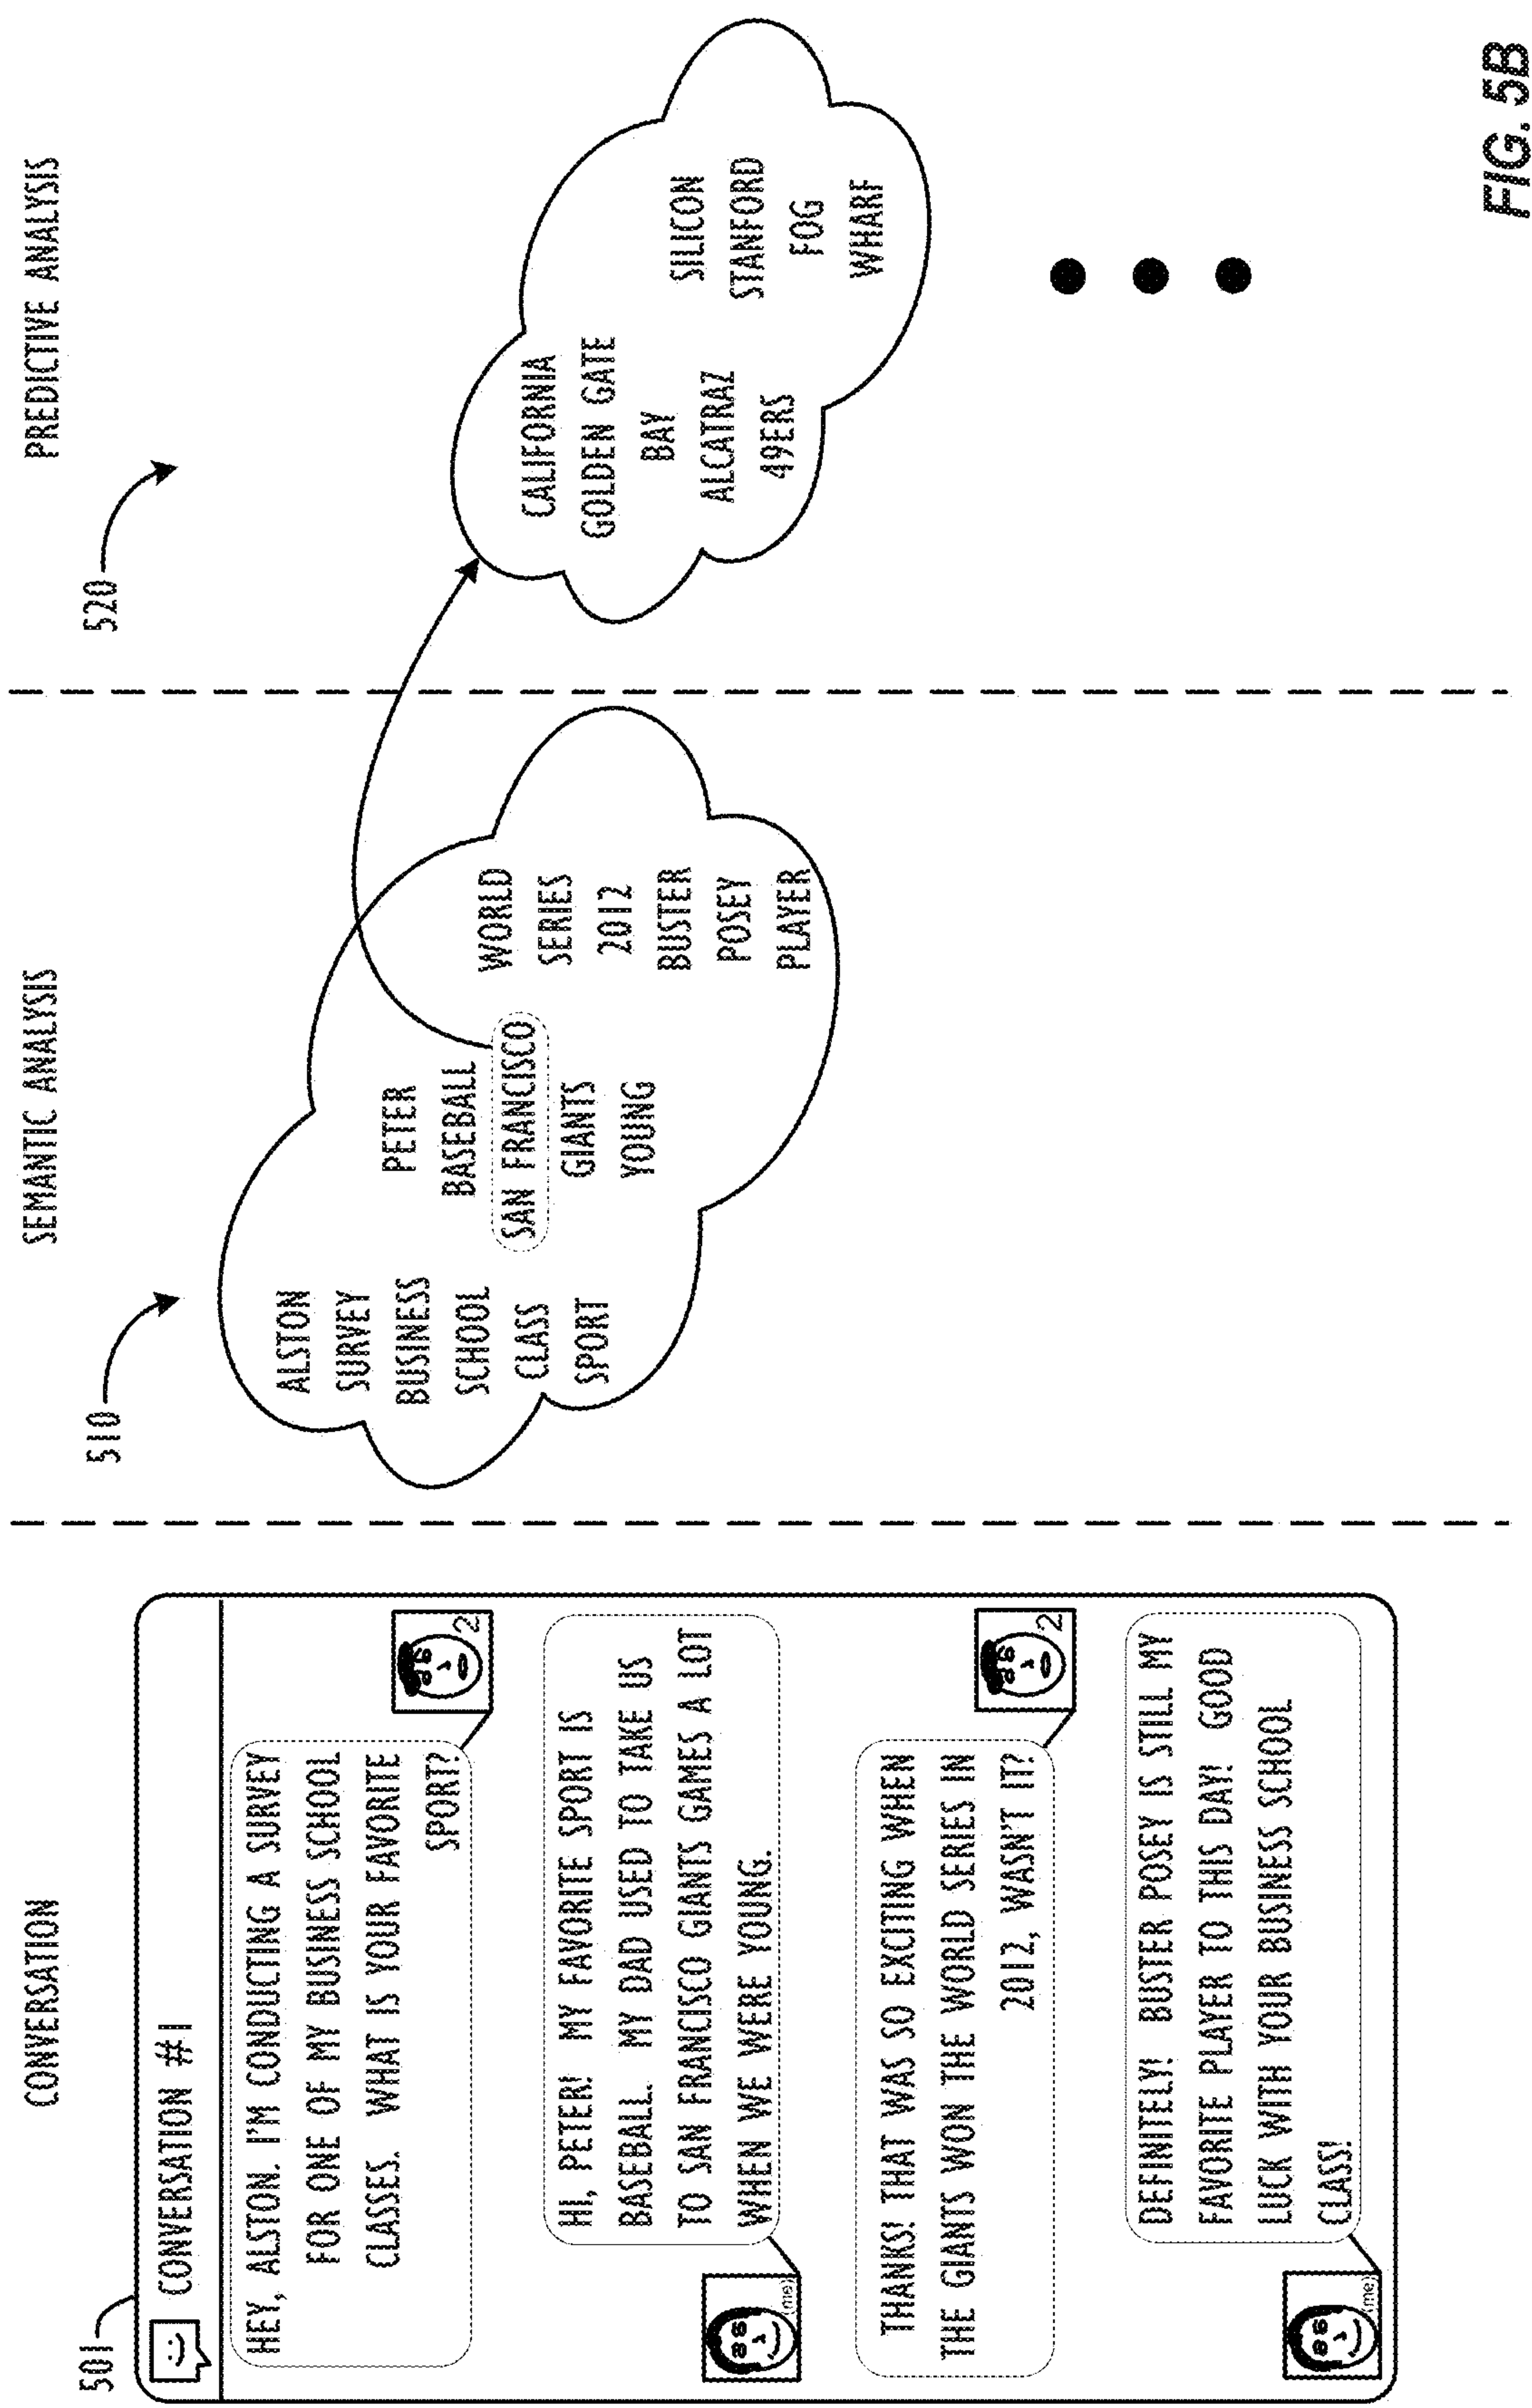 CONVERSATION
501
CONVERSATION #1
HEY, ALSTON. I'M CONDUCTING A SURVEY
FOR ONE OF MY BUSINESS SCHOOL
CLASSES. WHAT IS YOUR FAVORITE
SPORT?
2
HI, PETER! MY FAVORITE SPORT IS
BASEBALL. MY DAD USED TO TAKE US
TO SAN FRANCISCO GIANTS GAMES A LOT
WHEN WE WERE YOUNG.
(me)
THANKS! THAT WAS SO EXCITING WHEN
THE GIANTS WON THE WORLD SERIES IN
2012, WASN'T IT?
2
DEFINITELY! BUSTER POSEY IS STILL MY
FAVORITE PLAYER TO THIS DAY! GOOD
LUCK WITH YOUR BUSINESS SCHOOL
CLASS!
(me)
SEMANTIC ANALYSIS
510
ALSTON
SURVEY
BUSINESS
SCHOOL
CLASS
SPORT
PETER
BASEBALL
SAN FRANCISCO
GIANTS
YOUNG
WORLD
SERIES
2012
BUSTER
POSEY
PLAYER
PREDICTIVE ANALYSIS
520
CALIFORNIA
GOLDEN GATE
BAY
ALCATRAZ
49ERS
SILICON
STANFORD
FOG
WHARF
FIG. 5B